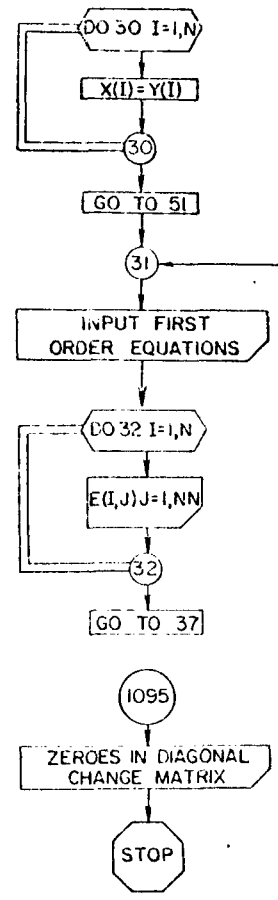 DO 30 I=1,N
X(I)=Y(I)
30
GO TO 51
31
INPUT FIRST
ORDER EQUATIONS
DO 32 I=1,N
E(I,J)J=1,NN
32
GO TO 37
1095
ZEROES IN DIAGONAL
CHANGE MATRIX
STOP